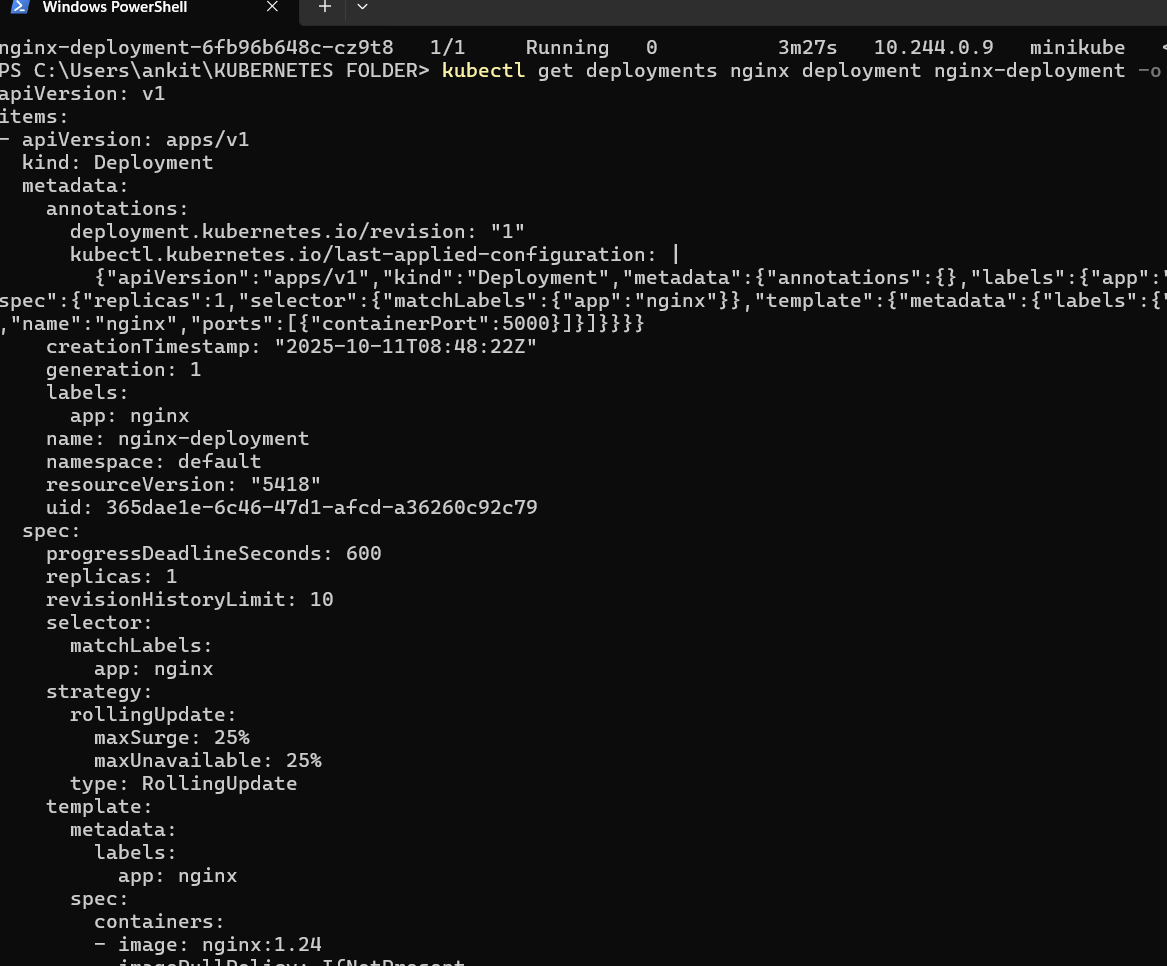 Windows PowerShell
nginx-deployment-6fb96b648c-cz9t8 1/1 Running 0 3m27s 10.244.0.9 minikube <
PS C:\Users\ankit\KUBERNETES FOLDER> kubectl get deployments nginx deployment nginx-deployment -o
apiVersion: v1
items:
- apiVersion: apps/v1
  kind: Deployment
  metadata:
    annotations:
      deployment.kubernetes.io/revision: "1"
      kubectl.kubernetes.io/last-applied-configuration: |
        {"apiVersion":"apps/v1","kind":"Deployment","metadata":{"annotations":{},"labels":{"app":"
spec":{"replicas":1,"selector":{"matchLabels":{"app":"nginx"}},"template":{"metadata":{"labels":{"
,"name":"nginx","ports":[{"containerPort":5000}]}]}}}}
    creationTimestamp: "2025-10-11T08:48:22Z"
    generation: 1
    labels:
      app: nginx
    name: nginx-deployment
    namespace: default
    resourceVersion: "5418"
    uid: 365dae1e-6c46-47d1-afcd-a36260c92c79
  spec:
    progressDeadlineSeconds: 600
    replicas: 1
    revisionHistoryLimit: 10
    selector:
      matchLabels:
        app: nginx
    strategy:
      rollingUpdate:
        maxSurge: 25%
        maxUnavailable: 25%
      type: RollingUpdate
    template:
      metadata:
        labels:
          app: nginx
      spec:
        containers:
        - image: nginx:1.24
          imagePullPolicy: IfNotPresent